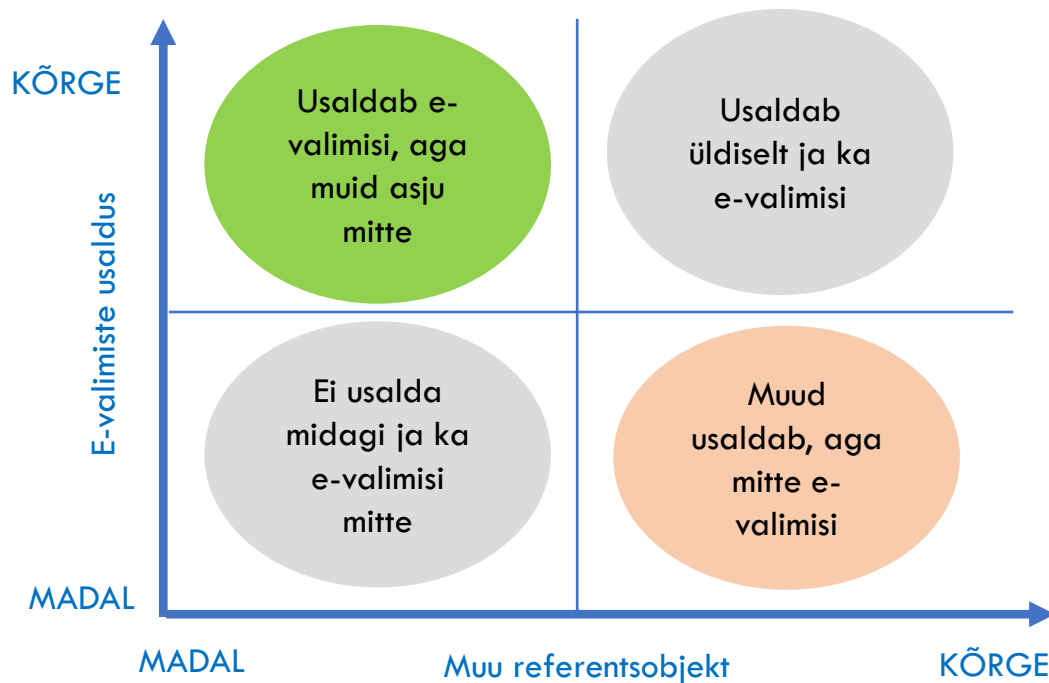 KÕRGE
E-valimiste usaldus
MADAL
Usaldab e-
valimisi, aga
muid asju
mitte
Usaldab
üldiselt ja ka
e-valimisi
Ei usalda
midagi ja ka
e-valimisi
mitte
Muud
usaldab, aga
mitte e-
valimisi
MADAL
Muu referentsobjekt
KÕRGE